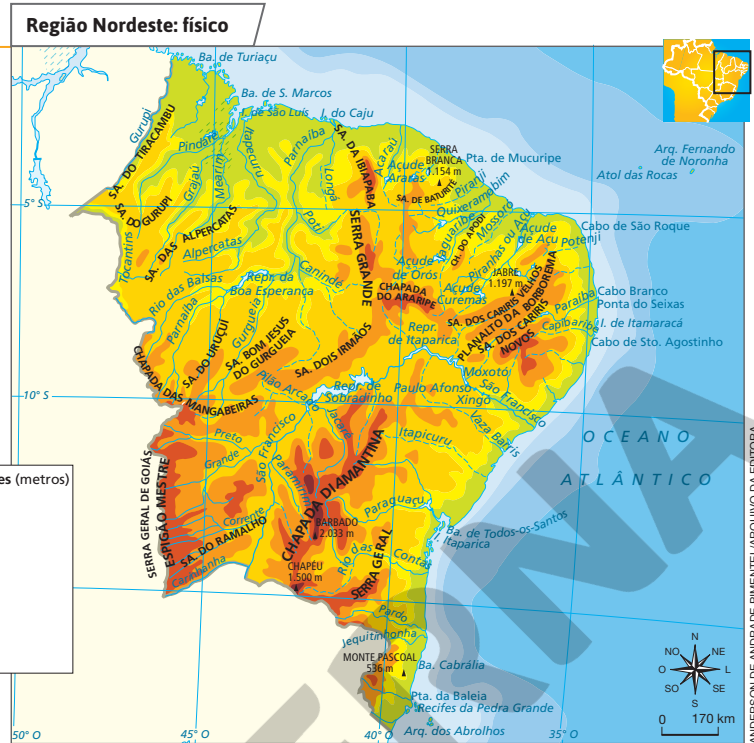 Região Nordeste: físico
Ba. de Turiaçu
Ba. de S. Marcos
I. de São Luís
I. do Caju
Gurupi
SA. DO TIRACAMBU
Pindaré
Grajaú
Mearim
Itapecuru
Parnaíba
Longá
SA. DA IBIAPABA
Acaraú
Açude
Araras
SERRA
BRANCA
1.154 m
Pta. de Mucuripe
SA. DE BATURITÉ
Piranji
Quixeramobim
Arq. Fernando
de Noronha
Atol das Rocas
5° S
SA. DO GURUPI
SA. DAS ALPERCATAS
Alpercatas
Tocantins
Poti
SERRA GRANDE
Jaguaribe
CH. DO APODI
Mossoró
Piranhas ou Açu
Açude
de Açu
Potenji
Cabo de São Roque
Rio das Balsas
Parnaíba
Repr. da
Boa Esperança
Canindé
Gurgueia
Açude
de Orós
CHAPADA
DO ARARIPE
Açude
Curemas
JABRE
1.197 m
SA. DOS CARIRIS VELHOS
PLANALTO DA BORBOREMA
SA. DOS CARIRIS
NOVOS
Paraíba
Capibaribe
Cabo Branco
Ponta do Seixas
I. de Itamaracá
Cabo de Sto. Agostinho
SA. DO URUÇUÍ
SA. BOM JESUS
DO GURGUEIA
SA. DOIS IRMÃOS
Repr.
de Itaparica
CHAPADA DAS MANGABEIRAS
Pilão Arcado
Repr. de
Sobradinho
Paulo Afonso
Moxotó
Xingó
São Francisco
10° S
Vaza Barris
Itapicuru
Jacaré
São Francisco
Preto
Grande
Paramirim
CHAPADA DIAMANTINA
OCEANO
ATLÂNTICO
es (metros)
SERRA GERAL DE GOIÁS
ESPIGÃO MESTRE
Corrente
SA. DO RAMALHO
Carinhanha
BARBADO
2.033 m
Paraguaçu
Ba. de Todos-os-Santos
I.
Itaparica
CHAPÉU
1.500 m
Rio das Contas
SERRA GERAL
Pardo
Jequitinhonha
MONTE PASCOAL
536 m
Ba. Cabrália
Pta. da Baleia
Recifes da Pedra Grande
Arq. dos Abrolhos
N
NO
NE
O
L
SO
SE
S
0 170 km
50° O
45° O
40° O
35° O
ANDERSON DE ANDRADE PIMENTEL/ARQUIVO DA EDITORA